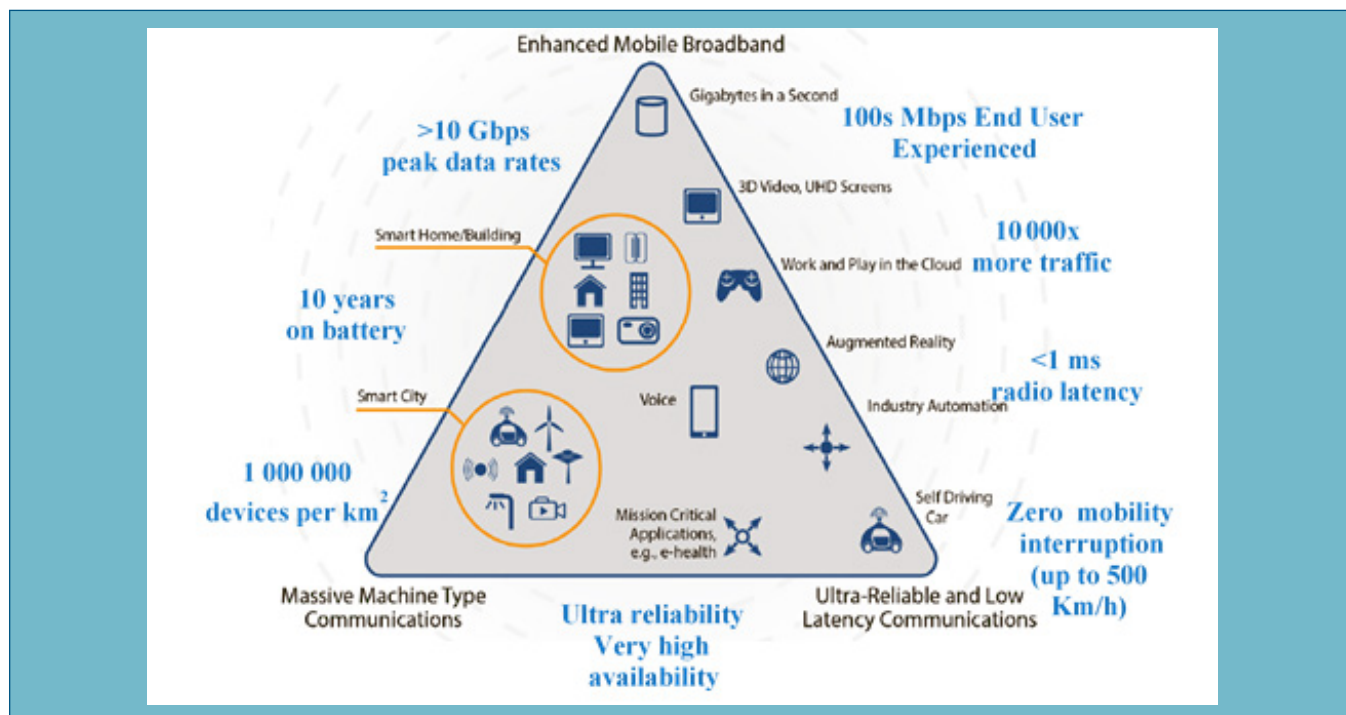 Enhanced Mobile Broadband
Gigabytes in a Second
>10 Gbps
peak data rates
100s Mbps End User
Experienced
3D Video, UHD Screens
Smart Home/Building
10 000x
more traffic
Work and Play in the Cloud
10 years
on battery
Augmented Reality
<1 ms
radio latency
Smart City
Voice
Industry Automation
1 000 000
devices per km2
Mission Critical
Applications,
e.g., e-health
Self Driving
Car
Zero mobility
interruption
(up to 500
Km/h)
Massive Machine Type
Communications
Ultra reliability
Very high
availability
Ultra-Reliable and Low
Latency Communications